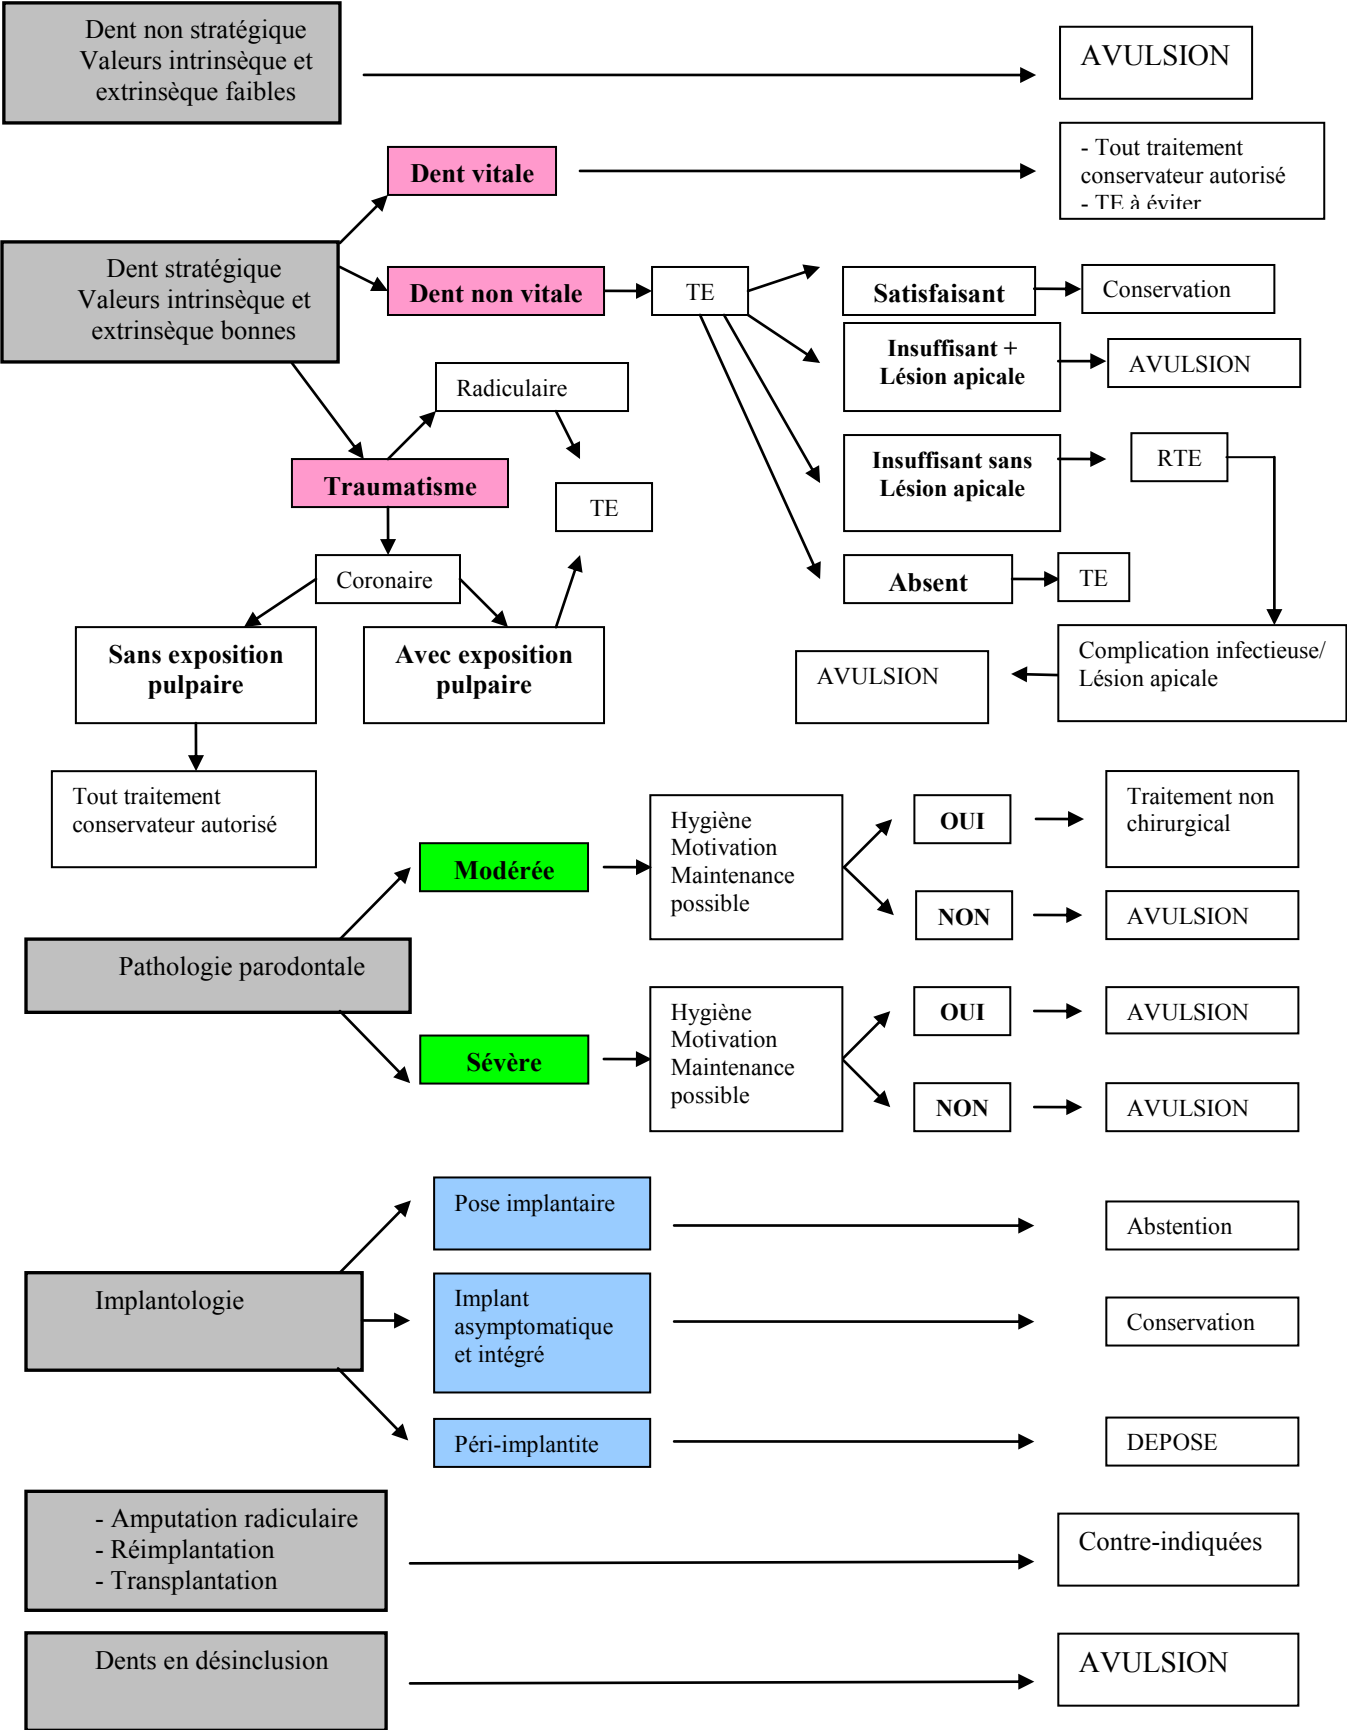 Dent non stratégique
Valeurs intrinsèque et
extrinsèque faibles
AVULSION
Dent vitale
- Tout traitement
conservateur autorisé
- TE à éviter
Dent stratégique
Valeurs intrinsèque et
extrinsèque bonnes
Dent non vitale
TE
Satisfaisant
Conservation
Insuffisant +
Lésion apicale
AVULSION
Insuffisant sans
Lésion apicale
RTE
Absent
TE
Complication infectieuse/
Lésion apicale
AVULSION
Radiculaire
Traumatisme
TE
Coronaire
Sans exposition
pulpaire
Avec exposition
pulpaire
Tout traitement
conservateur autorisé
Pathologie parodontale
Modérée
Hygiène
Motivation
Maintenance
possible
OUI
Traitement non
chirurgical
NON
AVULSION
Sévère
Hygiène
Motivation
Maintenance
possible
OUI
AVULSION
NON
AVULSION
Implantologie
Pose implantaire
Abstention
Implant
asymptomatique
et intégré
Conservation
Péri-implantite
DEPOSE
- Amputation radiculaire
- Réimplantation
- Transplantation
Contre-indiquées
Dents en désinclusion
AVULSION